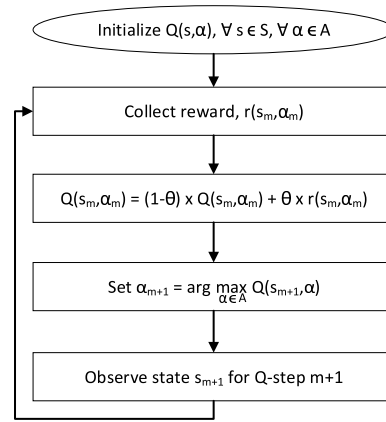 Initialize Q(s,α), ∀ s ϵ S, ∀ α ϵ A
Collect reward, r(sₘ,αₘ)
Q(sₘ,αₘ) = (1-θ) x Q(sₘ,αₘ) + θ x r(sₘ,αₘ)
Set αₘ₊₁ = arg max Q(sₘ₊₁,α)
α ϵ A
Observe state sₘ₊₁ for Q-step m+1